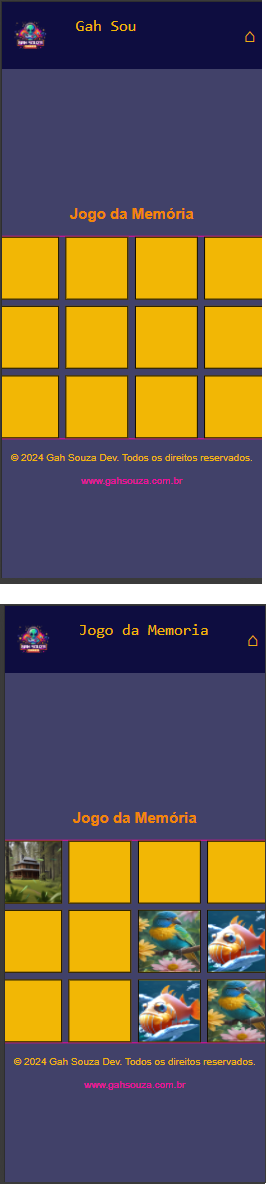 Gah Sou
Jogo da Memória
© 2024 Gah Souza Dev. Todos os direitos reservados.
www.gahsouza.com.br
Jogo da Memoria
Jogo da Memória
© 2024 Gah Souza Dev. Todos os direitos reservados.
www.gahsouza.com.br